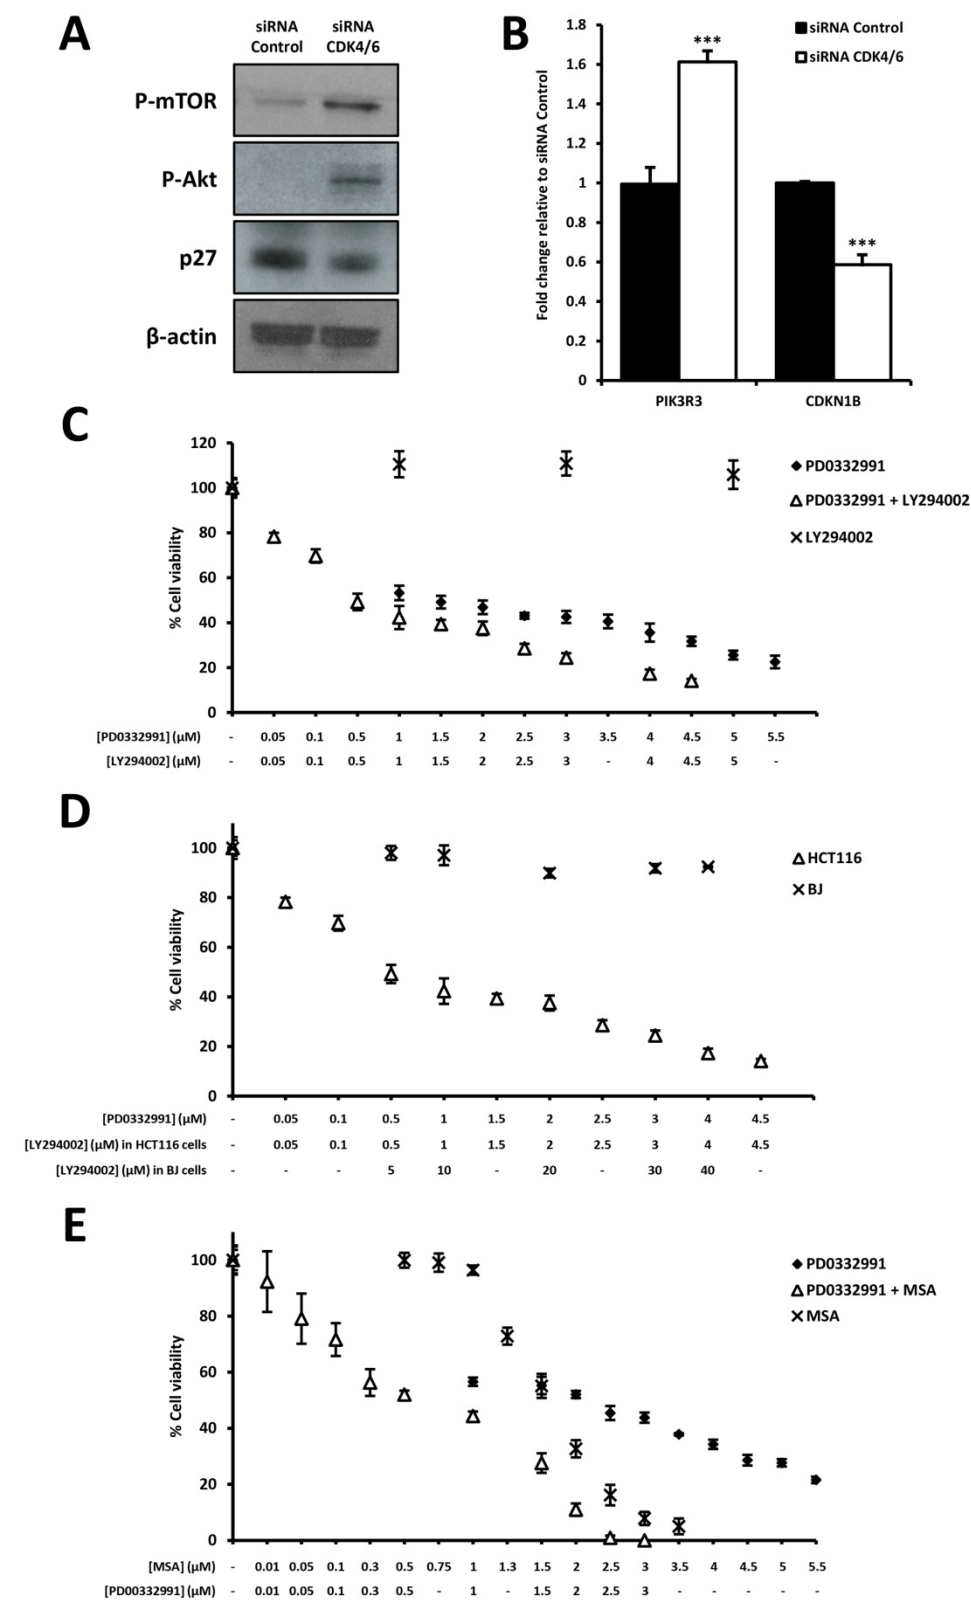 A
siRNA Control
siRNA CDK4/6
P-mTOR
P-Akt
p27
β-actin
B
Fold change relative to siRNA Control
1.8
1.6
1.4
1.2
1
0.8
0.6
0.4
0.2
0
***
***
siRNA Control
siRNA CDK4/6
PIK3R3
CDKN1B
C
% Cell viability
120
100
80
60
40
20
0
PD0332991
PD0332991 + LY294002
LY294002
[PD0332991] (μM) - 0.05 0.1 0.5 1 1.5 2 2.5 3 3.5 4 4.5 5 5.5
[LY294002] (μM) - 0.05 0.1 0.5 1 1.5 2 2.5 3 - 4 4.5 5 -
D
% Cell viability
100
80
60
40
20
0
HCT116
BJ
[PD0332991] (μM) - 0.05 0.1 0.5 1 1.5 2 2.5 3 4 4.5
[LY294002] (μM) in HCT116 cells - 0.05 0.1 0.5 1 1.5 2 2.5 3 4 4.5
[LY294002] (μM) in BJ cells - - - 5 10 - 20 - 30 40 -
E
% Cell viability
100
80
60
40
20
0
PD0332991
PD0332991 + MSA
MSA
[MSA] (μM) - 0.01 0.05 0.1 0.3 0.5 0.75 1 1.3 1.5 2 2.5 3 3.5 4 4.5 5 5.5
[PD00332991] (μM) - 0.01 0.05 0.1 0.3 0.5 - 1 - 1.5 2 2.5 3 - - - - -